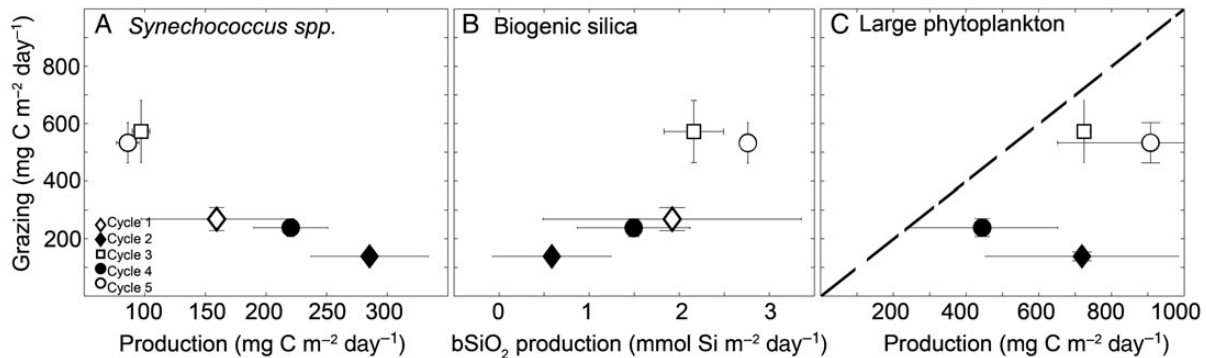 A Synechococcus spp.
B Biogenic silica
C Large phytoplankton
Grazing (mg C m⁻² day⁻¹)
800
600
400
200
Cycle 1
Cycle 2
Cycle 3
Cycle 4
Cycle 5
100 150 200 250 300
0 1 2 3
0 200 400 600 800 1000
Production (mg C m⁻² day⁻¹)
bSiO₂ production (mmol Si m⁻² day⁻¹)
Production (mg C m⁻² day⁻¹)